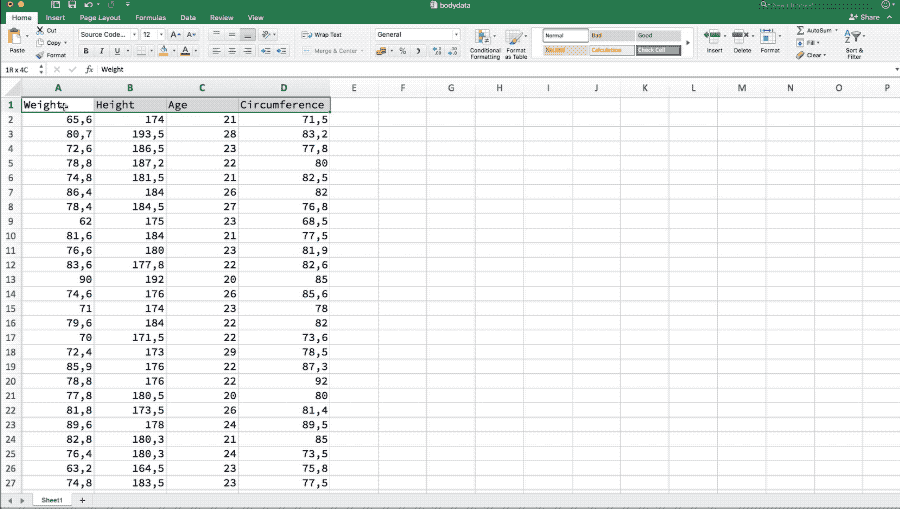 bodydata
Home Insert Page Layout Formulas Data Review View Share
Cut Source Code... 12 A A Wrap Text General Normal Bad Good AutoSum
Copy Fill
Paste Format B I U A Merge & Center % Conditional Formatting Format as Table Neutral Calculation Check Cell Insert Delete Format Clear Sort & Filter
1R x 4C fx Weight
A B C D E F G H I J K L M N O P
1 Weight Height Age Circumference
2 65,6 174 21 71,5
3 80,7 193,5 28 83,2
4 72,6 186,5 23 77,8
5 78,8 187,2 22 80
6 74,8 181,5 21 82,5
7 86,4 184 26 82
8 78,4 184,5 27 76,8
9 62 175 23 68,5
10 81,6 184 21 77,5
11 76,6 180 23 81,9
12 83,6 177,8 22 82,6
13 90 192 20 85
14 74,6 176 26 85,6
15 71 174 23 78
16 79,6 184 22 82
17 70 171,5 22 73,6
18 72,4 173 29 78,5
19 85,9 176 22 87,3
20 78,8 176 22 92
21 77,8 180,5 20 80
22 81,8 173,5 26 81,4
23 89,6 178 24 89,5
24 82,8 180,3 21 85
25 76,4 180,3 24 73,5
26 63,2 164,5 23 75,8
27 74,8 183,5 23 77,5
Sheet1 +